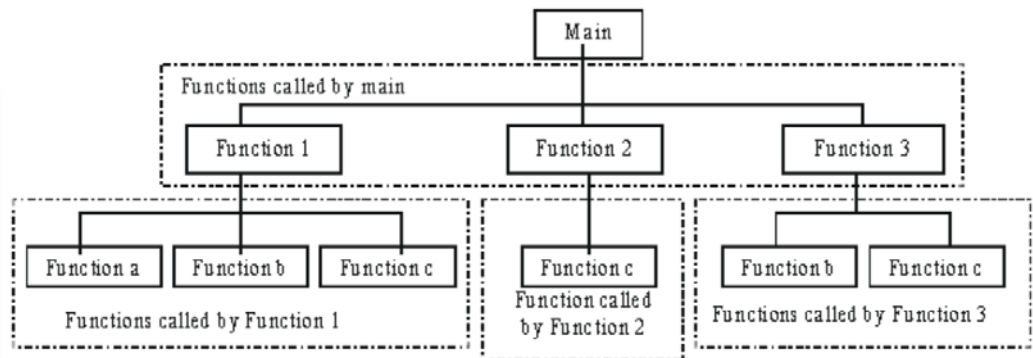 Main
Functions called by main
Function 1
Function 2
Function 3
Function a
Function b
Function c
Functions called by Function 1
Function c
Function called
by Function 2
Function b
Function c
Functions called by Function 3